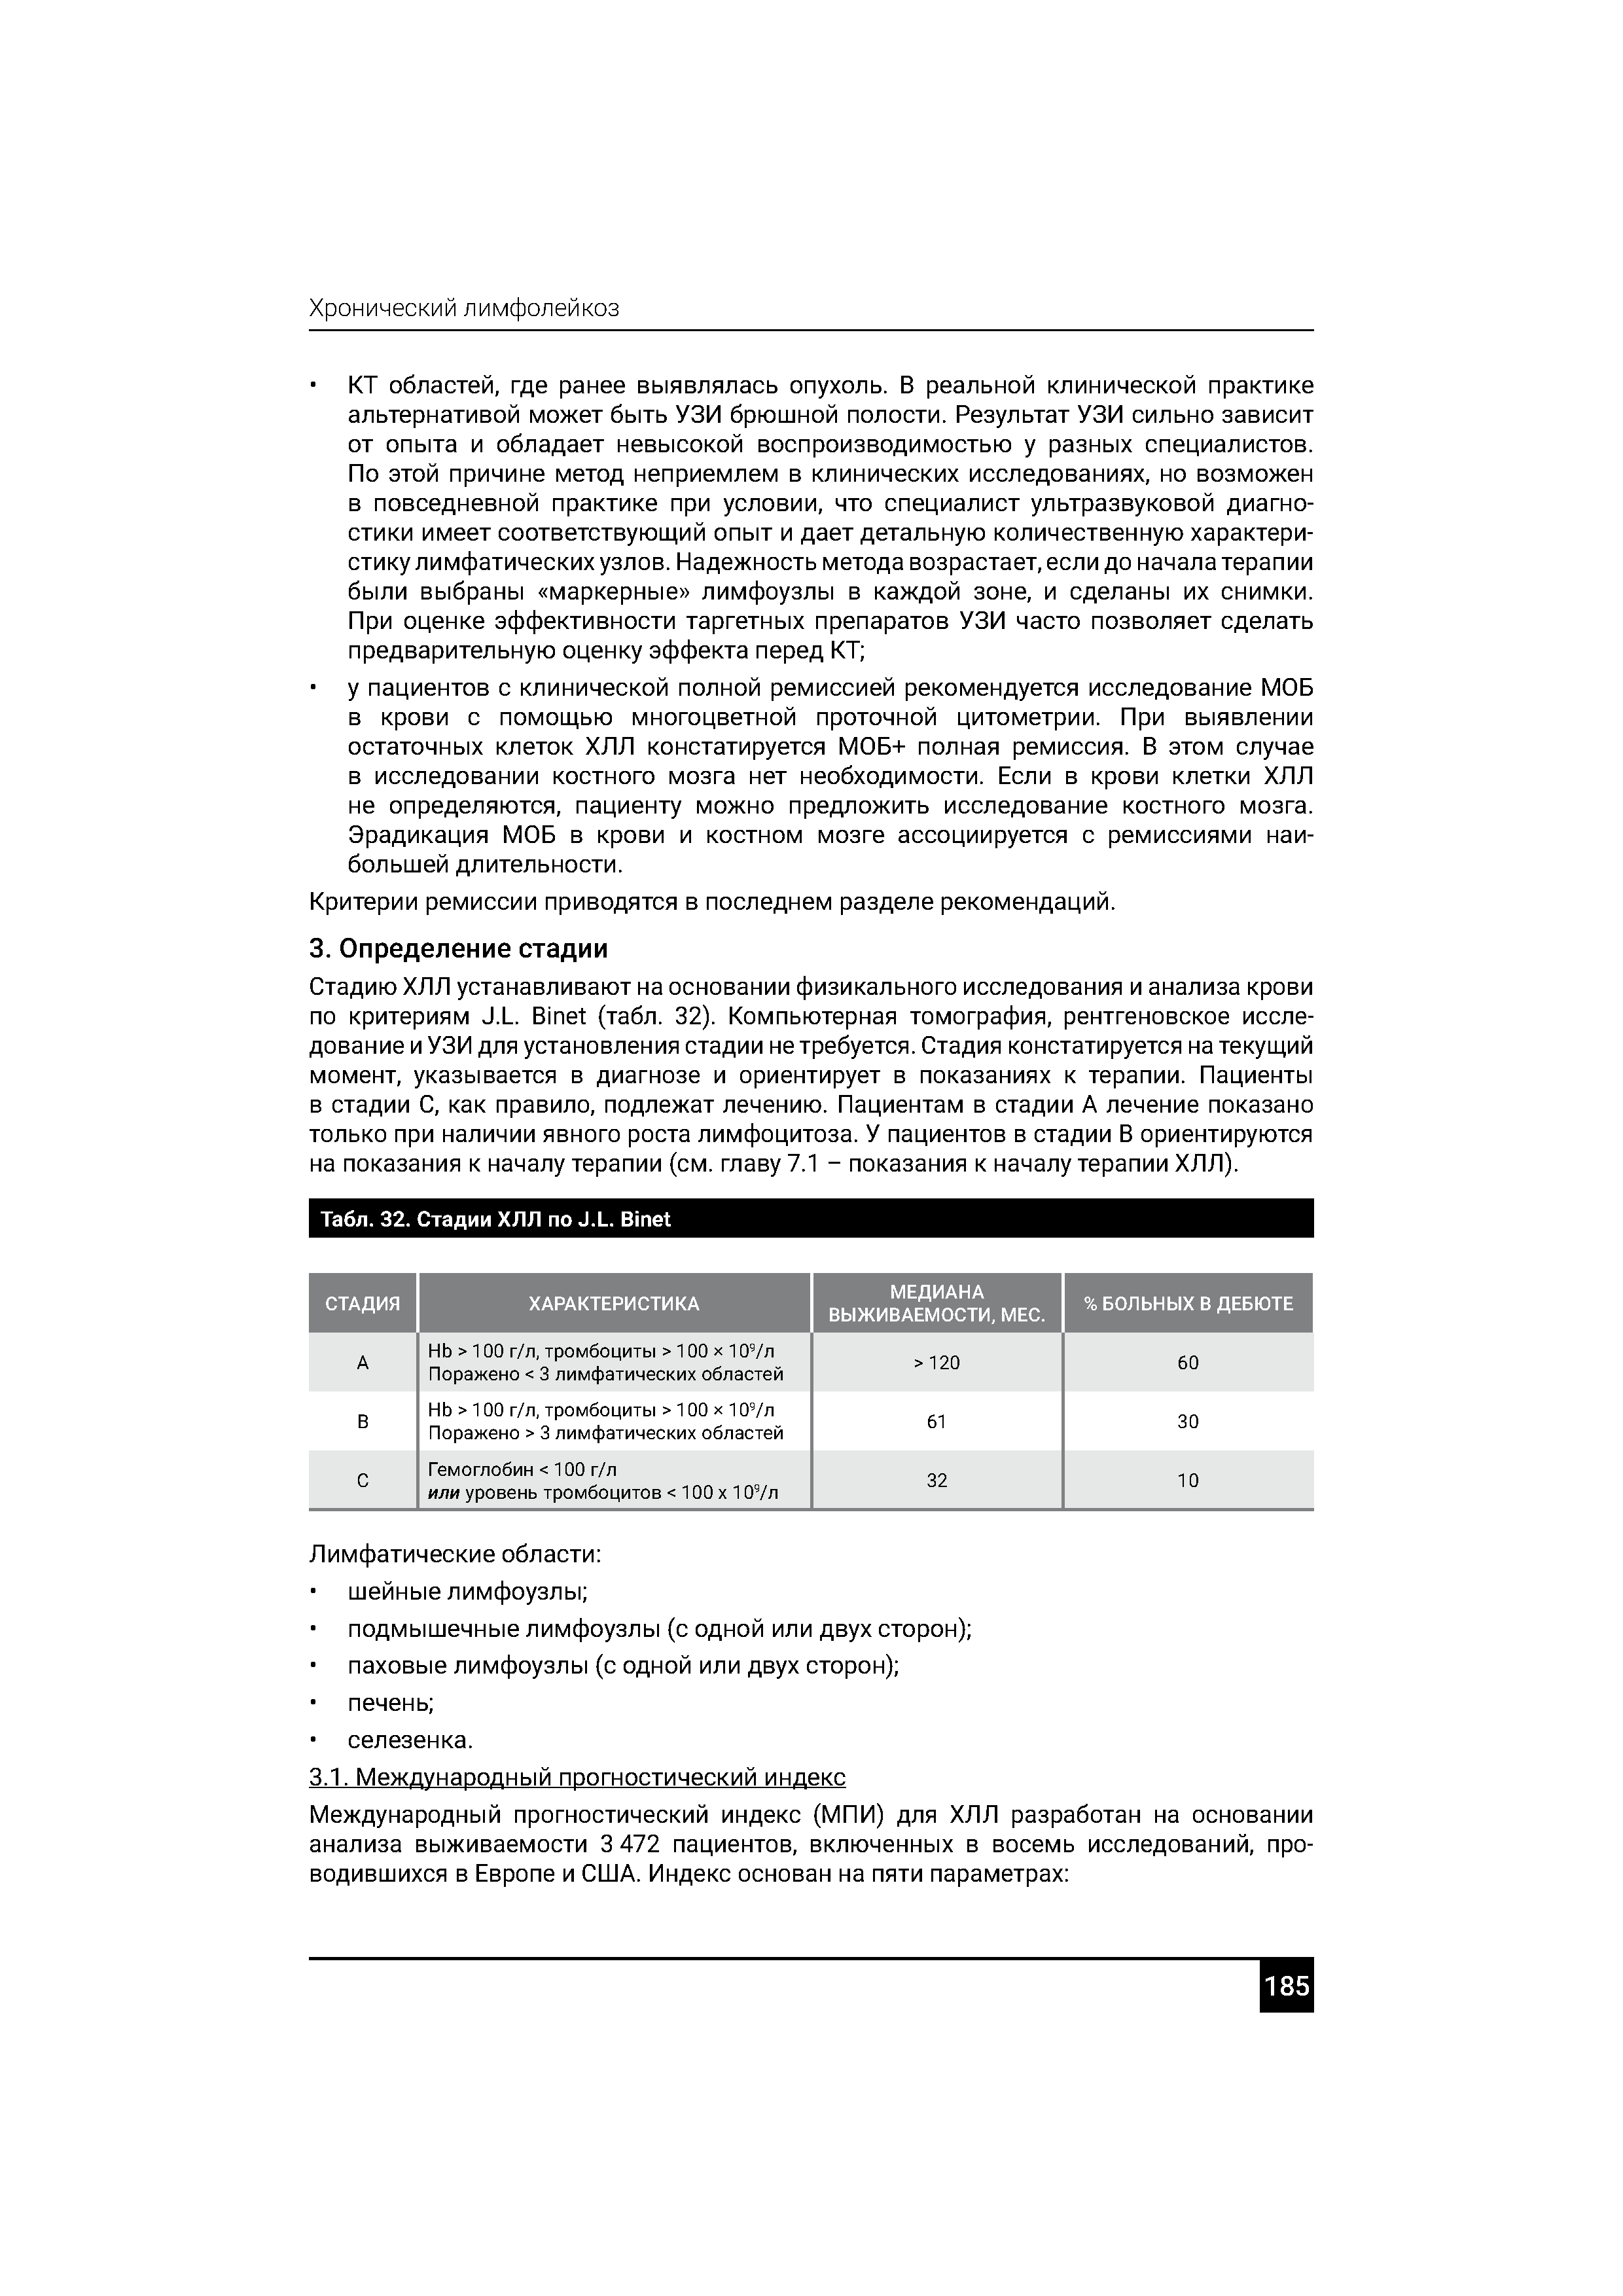 Хронический лимфолейкоз
• КТ областей, где ранее выявлялась опухоль. В реальной клинической практике
альтернативой может быть УЗИ брюшной полости. Результат УЗИ сильно зависит
от опыта и обладает невысокой воспроизводимостью у разных специалистов.
По этой причине метод неприемлем в клинических исследованиях, но возможен
в повседневной практике при условии, что специалист ультразвуковой диагно-
стики имеет соответствующий опыт и дает детальную количественную характери-
стику лимфатических узлов. Надежность метода возрастает, если до начала терапии
были выбраны «маркерные» лимфоузлы в каждой зоне, и сделаны их снимки.
При оценке эффективности таргетных препаратов УЗИ часто позволяет сделать
предварительную оценку эффекта перед КТ;
• у пациентов с клинической полной ремиссией рекомендуется исследование МОБ
в крови с помощью многоцветной проточной цитометрии. При выявлении
остаточных клеток ХЛЛ констатируется МОБ+ полная ремиссия. В этом случае
в исследовании костного мозга нет необходимости. Если в крови клетки ХЛЛ
не определяются, пациенту можно предложить исследование костного мозга.
Эрадикация МОБ в крови и костном мозге ассоциируется с ремиссиями наи-
большей длительности.
Критерии ремиссии приводятся в последнем разделе рекомендаций.
3. Определение стадии
Стадию ХЛЛ устанавливают на основании физикального исследования и анализа крови
по критериям J.L. Binet (табл. 32). Компьютерная томография, рентгеновское иссле-
дование и УЗИ для установления стадии не требуется. Стадия констатируется на текущий
момент, указывается в диагнозе и ориентирует в показаниях к терапии. Пациенты
в стадии С, как правило, подлежат лечению. Пациентам в стадии А лечение показано
только при наличии явного роста лимфоцитоза. У пациентов в стадии В ориентируются
на показания к началу терапии (см. главу 7.1 – показания к началу терапии ХЛЛ).
Табл. 32. Стадии ХЛЛ по J.L. Binet
СТАДИЯ ХАРАКТЕРИСТИКА МЕДИАНА ВЫЖИВАЕМОСТИ, МЕС. % БОЛЬНЫХ В ДЕБЮТЕ
A Hb > 100 г/л, тромбоциты > 100 × 10⁹/л
Поражено < 3 лимфатических областей > 120 60
B Hb > 100 г/л, тромбоциты > 100 × 10⁹/л
Поражено > 3 лимфатических областей 61 30
C Гемоглобин < 100 г/л
или уровень тромбоцитов < 100 x 10⁹/л 32 10
Лимфатические области:
• шейные лимфоузлы;
• подмышечные лимфоузлы (с одной или двух сторон);
• паховые лимфоузлы (с одной или двух сторон);
• печень;
• селезенка.
3.1. Международный прогностический индекс
Международный прогностический индекс (МПИ) для ХЛЛ разработан на основании
анализа выживаемости 3 472 пациентов, включенных в восемь исследований, про-
водившихся в Европе и США. Индекс основан на пяти параметрах:
185